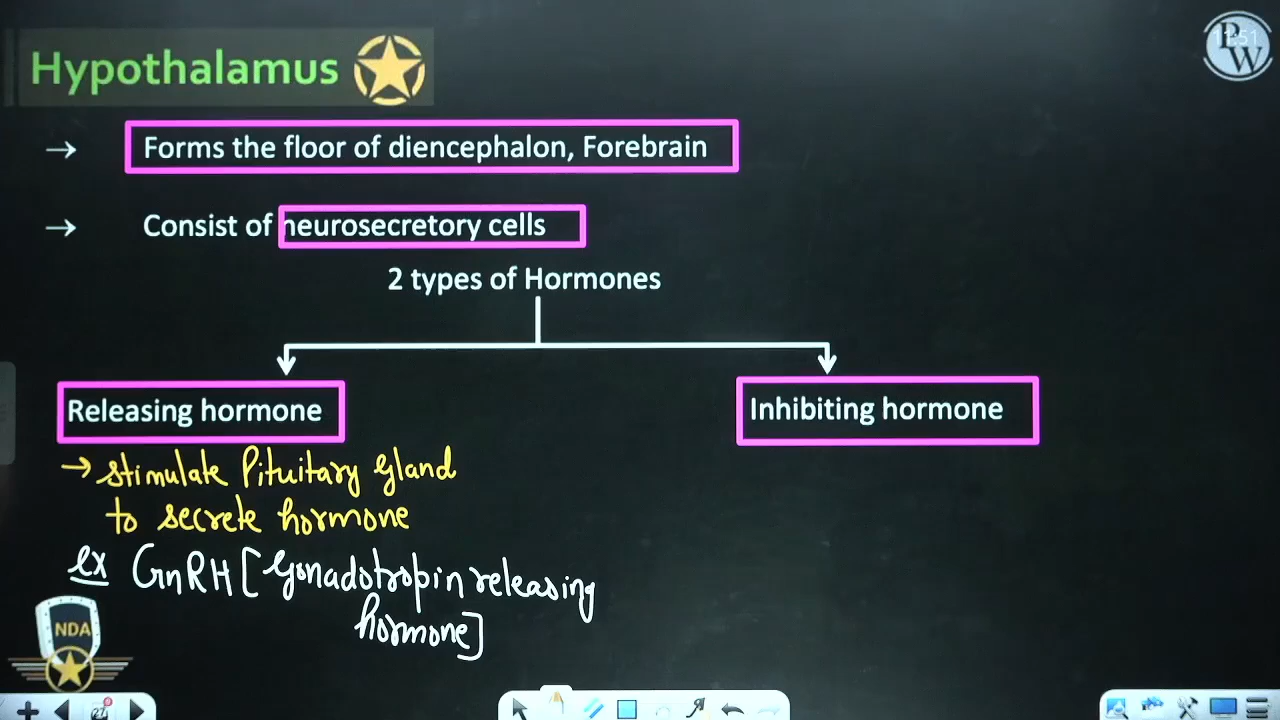 Hypothalamus
PW
→ Forms the floor of diencephalon, Forebrain
→ Consist of neurosecretory cells
2 types of Hormones
Releasing hormone
Inhibiting hormone
→ stimulate Pituitary Gland
to secrete hormone
ex GnRH [Gonadotropin releasing
hormone]
NDA